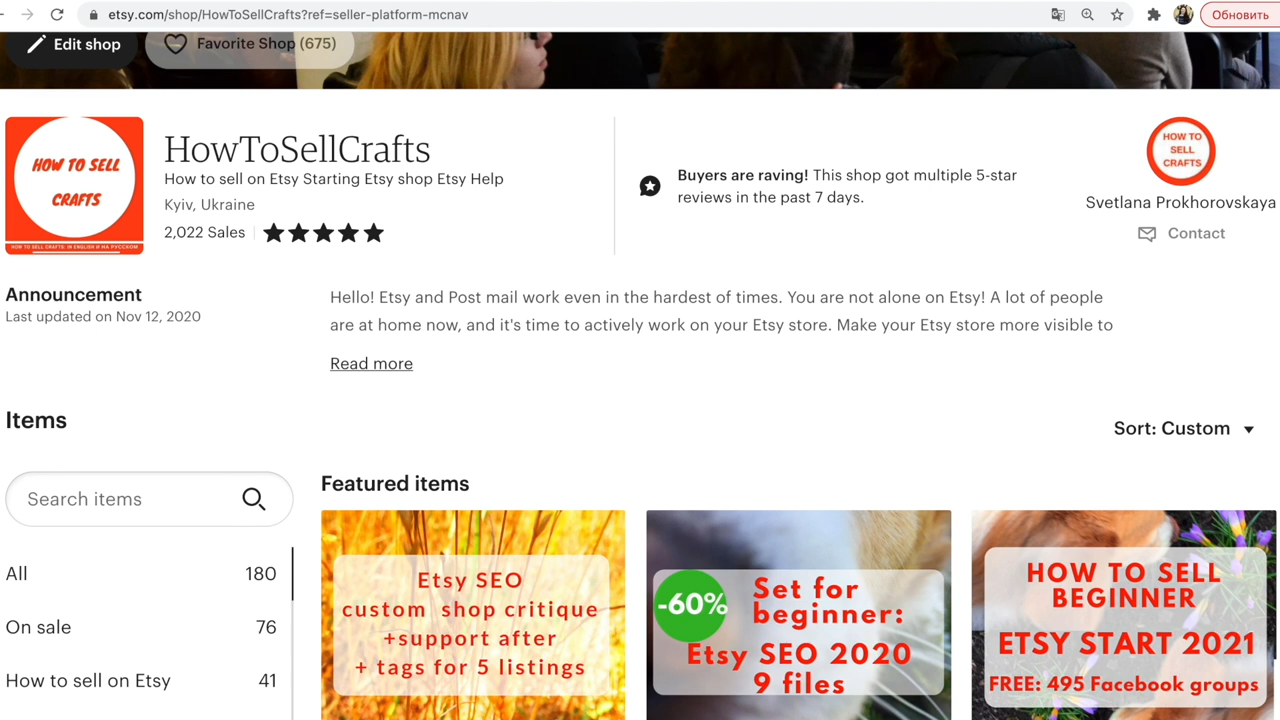 etsy.com/shop/HowToSellCrafts?ref=seller-platform-mcnav
Обновить
Edit shop
Favorite Shop (675)
HOW TO SELL
CRAFTS
HOW TO SELL CRAFTS: IN ENGLISH И НА РУССКОМ
HowToSellCrafts
How to sell on Etsy Starting Etsy shop Etsy Help
Kyiv, Ukraine
2,022 Sales
Buyers are raving! This shop got multiple 5-star
reviews in the past 7 days.
HOW TO
SELL
CRAFTS
Svetlana Prokhorovskaya
Contact
Announcement
Last updated on Nov 12, 2020
Hello! Etsy and Post mail work even in the hardest of times. You are not alone on Etsy! A lot of people
are at home now, and it's time to actively work on your Etsy store. Make your Etsy store more visible to
Read more
Items
Sort: Custom
Search items
All 180
On sale 76
How to sell on Etsy 41
Featured items
Etsy SEO
custom shop critique
+support after
+ tags for 5 listings
-60%
Set for
beginner:
Etsy SEO 2020
9 files
HOW TO SELL
BEGINNER
ETSY START 2021
FREE: 495 Facebook groups